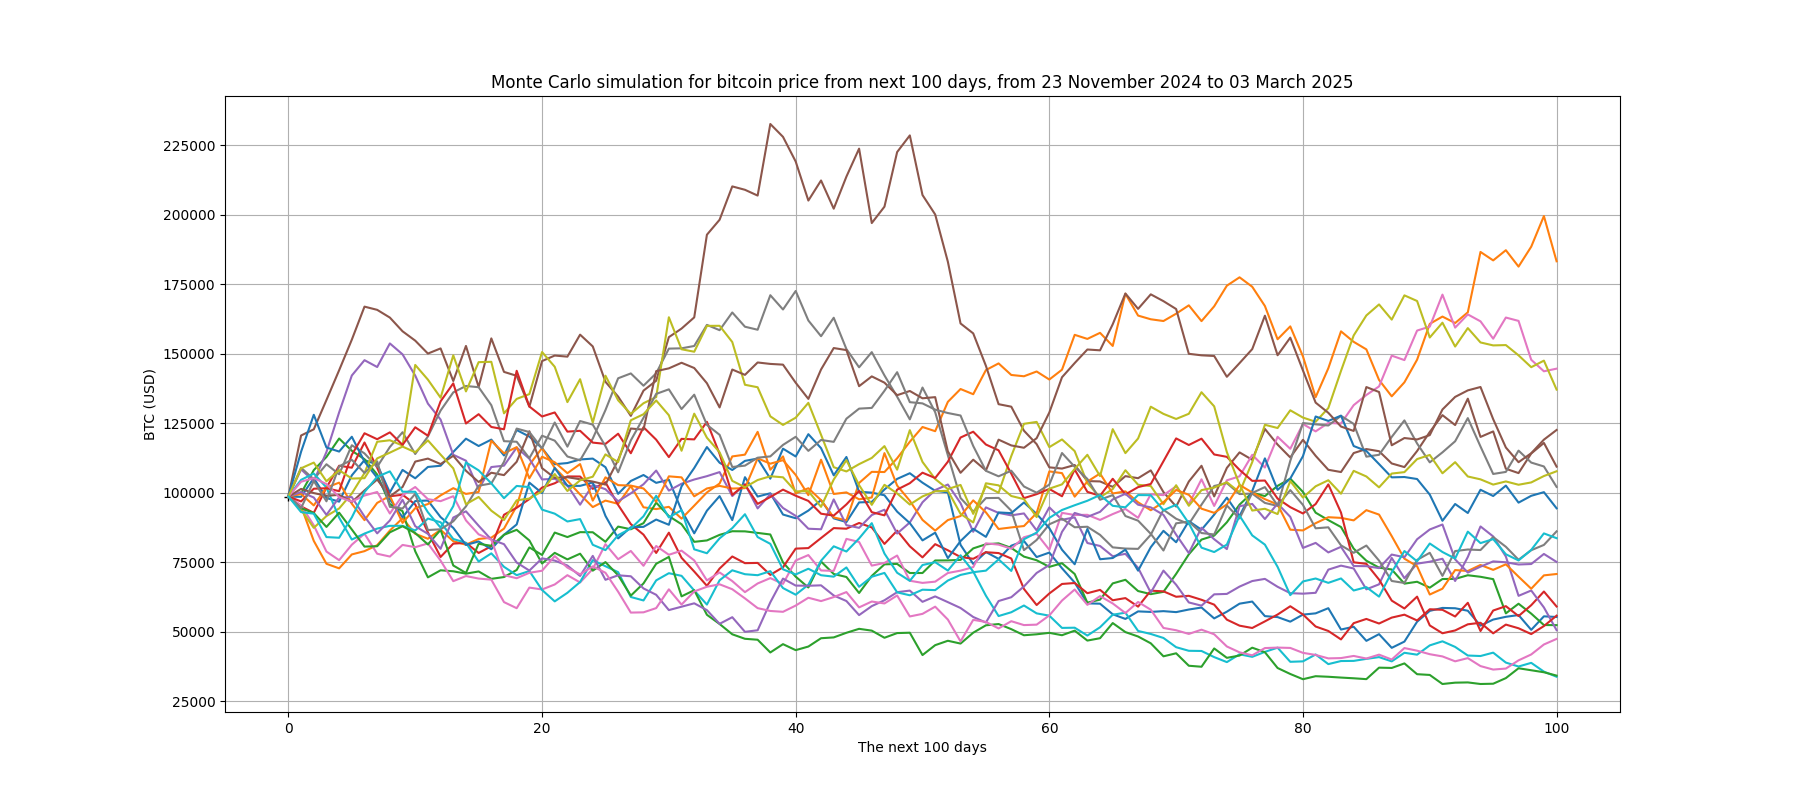 Monte Carlo simulation for bitcoin price from next 100 days, from 23 November 2024 to 03 March 2025
225000
200000
175000
150000
125000
100000
75000
50000
25000
BTC (USD)
0 20 40 60 80 100
The next 100 days